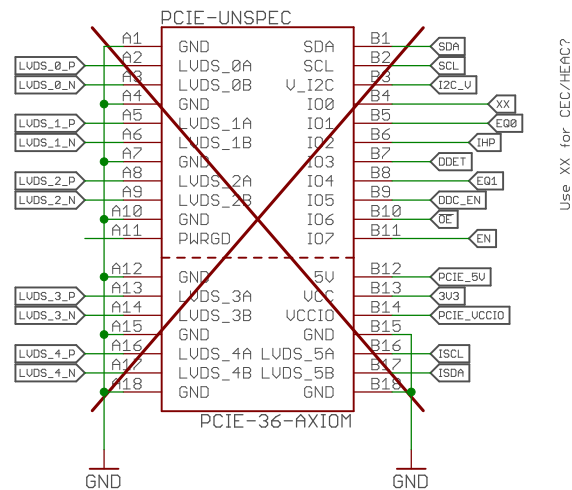 PCIE-UNSPEC
A1 GND SDA B1 SDA
LVDS_0_P A2 LVDS_0A SCL B2 SCL
LVDS_0_N A3 LVDS_0B V_I2C B3 I2C_V
A4 GND IO0 B4 XX
LVDS_1_P A5 LVDS_1A IO1 B5 EQ0
LVDS_1_N A6 LVDS_1B IO2 B6 IHP
A7 GND IO3 B7 DDET
LVDS_2_P A8 LVDS_2A IO4 B8 EQ1
LVDS_2_N A9 LVDS_2B IO5 B9 DDC_EN
A10 GND IO6 B10 OE
A11 PWRGD IO7 B11 EN
A12 GND 5V B12 PCIE_5V
LVDS_3_P A13 LVDS_3A VCC B13 3V3
LVDS_3_N A14 LVDS_3B VCCIO B14 PCIE_VCCIO
A15 GND GND B15
LVDS_4_P A16 LVDS_4A LVDS_5A B16 ISCL
LVDS_4_N A17 LVDS_4B LVDS_5B B17 ISDA
A18 GND GND B18
PCIE-36-AXIOM
GND GND
Use XX for CEC/HEAC?